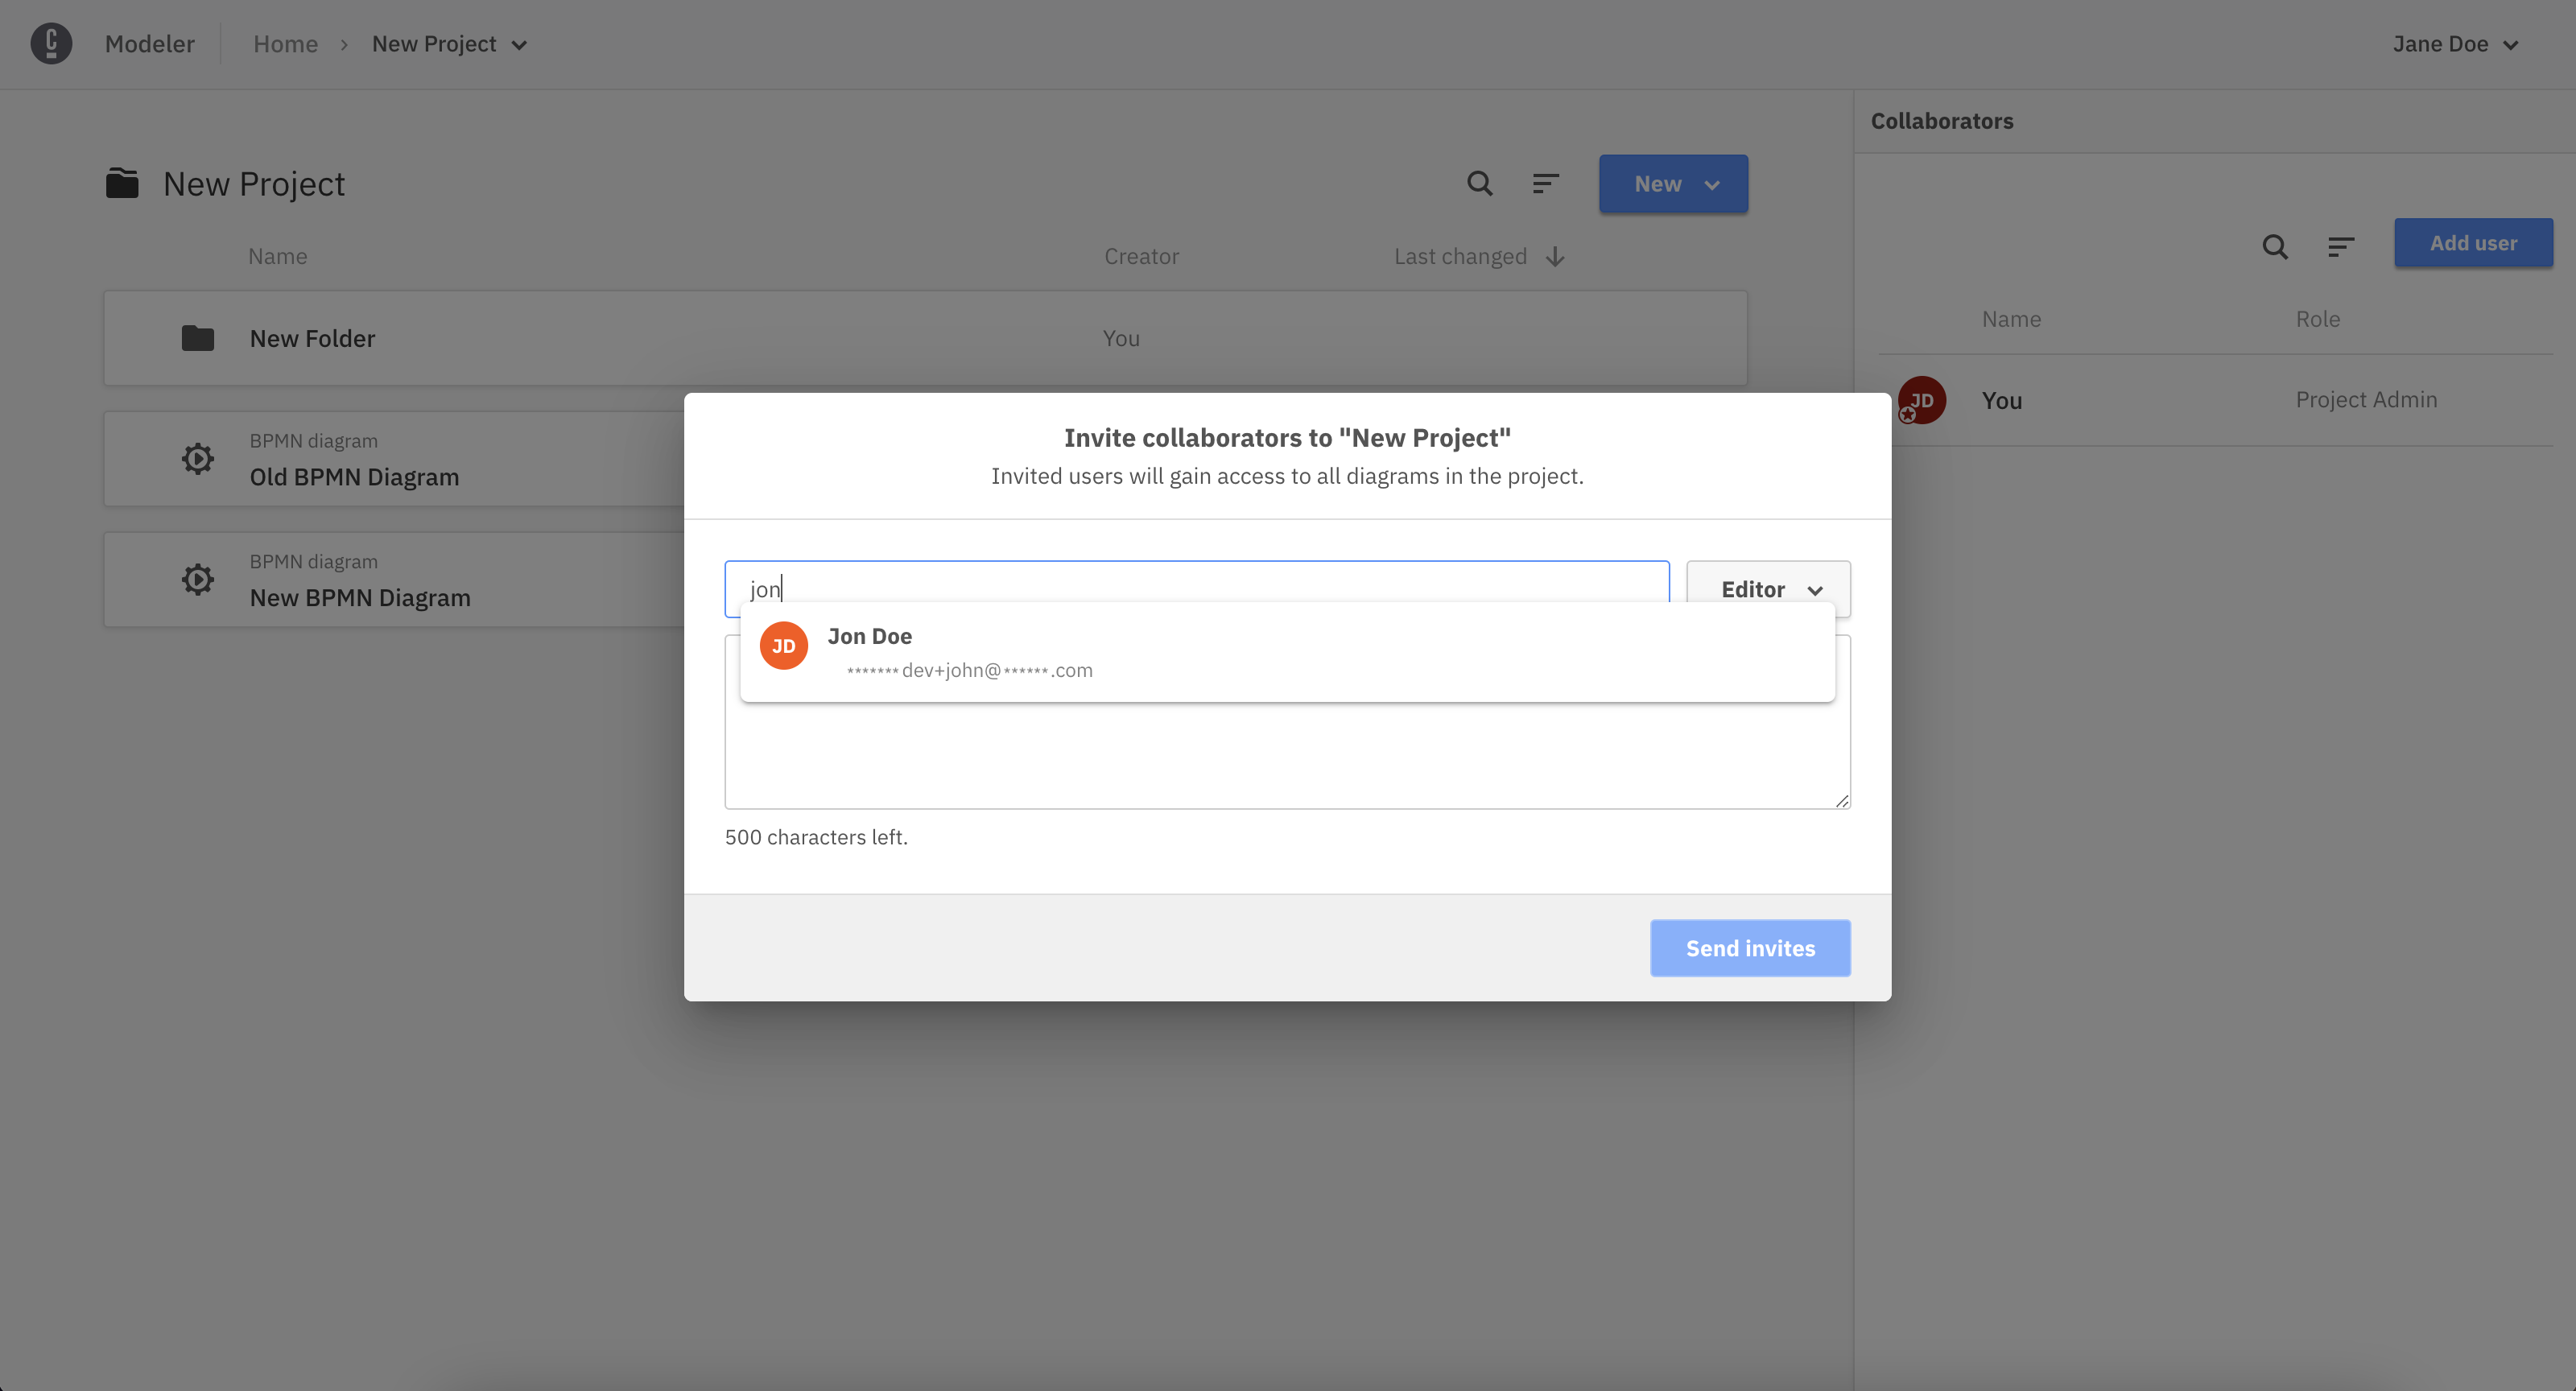 Modeler
Home
New Project
Jane Doe
Collaborators
New Project
New
Add user
Name Creator Last changed
Name Role
New Folder You
JD You Project Admin
BPMN diagram
Old BPMN Diagram
BPMN diagram
New BPMN Diagram
Invite collaborators to "New Project"
Invited users will gain access to all diagrams in the project.
jon
Editor
JD
Jon Doe
*******dev+john@******.com
500 characters left.
Send invites